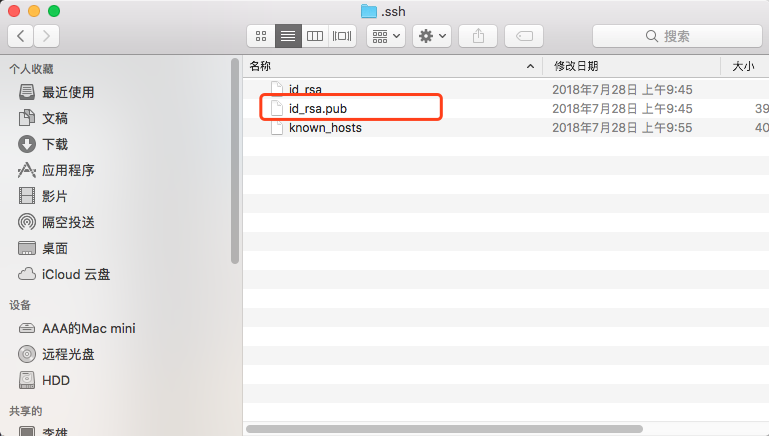 .ssh
搜索
个人收藏
最近使用
文稿
下载
应用程序
影片
隔空投送
桌面
iCloud 云盘
设备
AAA的Mac mini
远程光盘
HDD
共享的
李雄
名称 修改日期 大小
id_rsa 2018年7月28日 上午9:45
id_rsa.pub 2018年7月28日 上午9:45 39
known_hosts 2018年7月28日 上午9:55 40